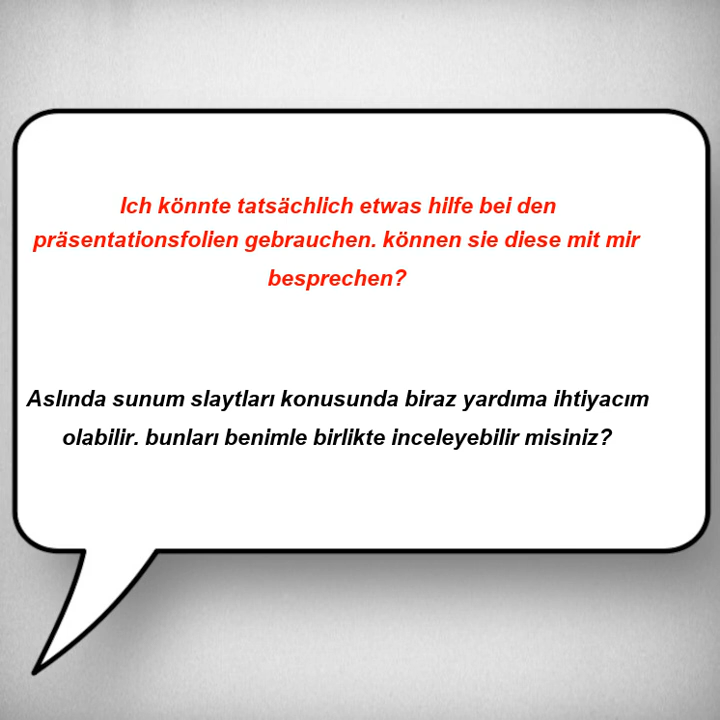 Ich könnte tatsächlich etwas hilfe bei den
präsentationsfolien gebrauchen. können sie diese mit mir
besprechen?
Aslında sunum slaytları konusunda biraz yardıma ihtiyacım
olabilir. bunları benimle birlikte inceleyebilir misiniz?